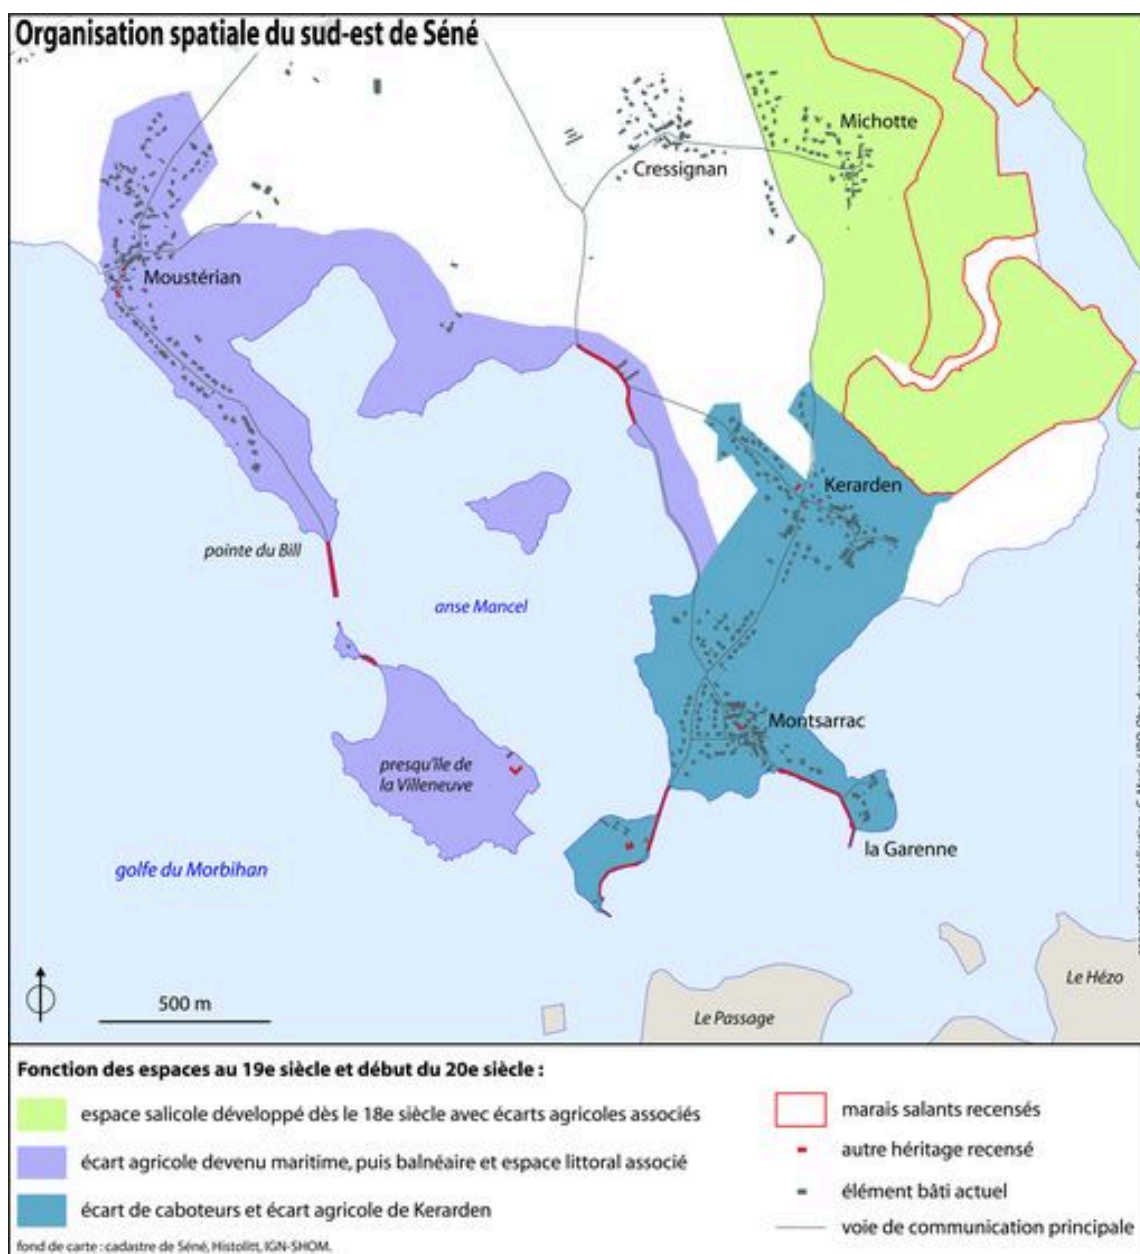 Organisation spatiale du sud-est de Séné
Michotte
Cressignan
Moustérian
Kerarden
pointe du Bill
anse Mancel
Montsarrac
presqu'île de
la Villeneuve
la Garenne
golfe du Morbihan
Le Hézo
500 m
Le Passage
Fonction des espaces au 19e siècle et début du 20e siècle :
espace salicole développé dès le 18e siècle avec écarts agricoles associés
écart agricole devenu maritime, puis balnéaire et espace littoral associé
écart de caboteurs et écart agricole de Kerarden
marais salants recensés
autre héritage recensé
élément bâti actuel
voie de communication principale
fond de carte : cadastre de Séné, Histolitt, IGN-SHOM.